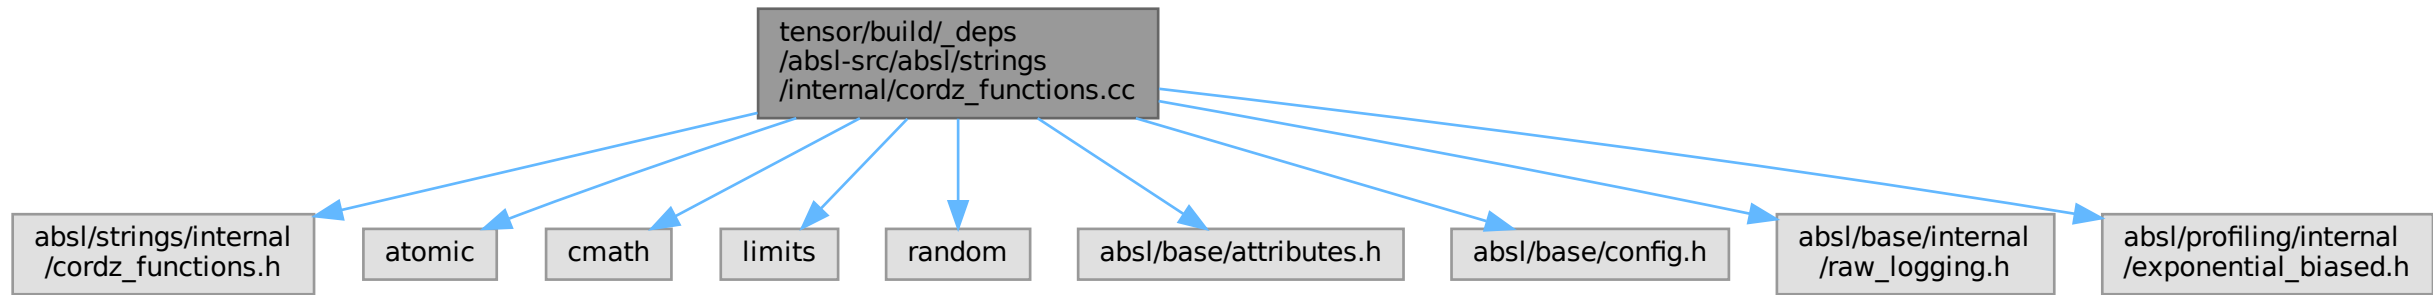 tensor/build/_deps
/absl-src/absl/strings
/internal/cordz_functions.cc
absl/strings/internal
/cordz_functions.h
atomic
cmath
limits
random
absl/base/attributes.h
absl/base/config.h
absl/base/internal
/raw_logging.h
absl/profiling/internal
/exponential_biased.h